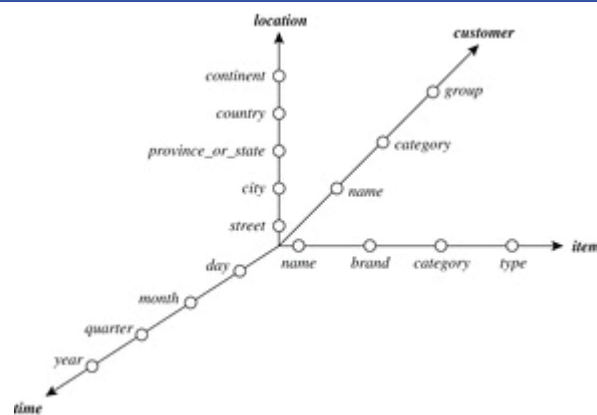 location
customer
continent
group
country
province_or_state
category
city
name
street
item
day
name brand category type
month
quarter
year
time